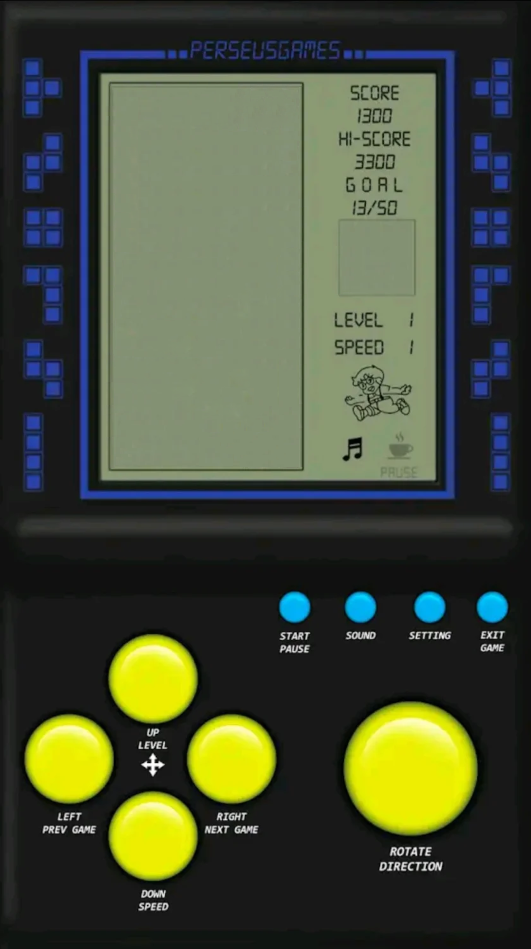 PERSEUSGAMES
SCORE
1300
HI-SCORE
3300
GOAL
13/50
LEVEL 1
SPEED 1
PAUSE
START
PAUSE
SOUND
SETTING
EXIT
GAME
UP
LEVEL
LEFT
PREV GAME
RIGHT
NEXT GAME
DOWN
SPEED
ROTATE
DIRECTION